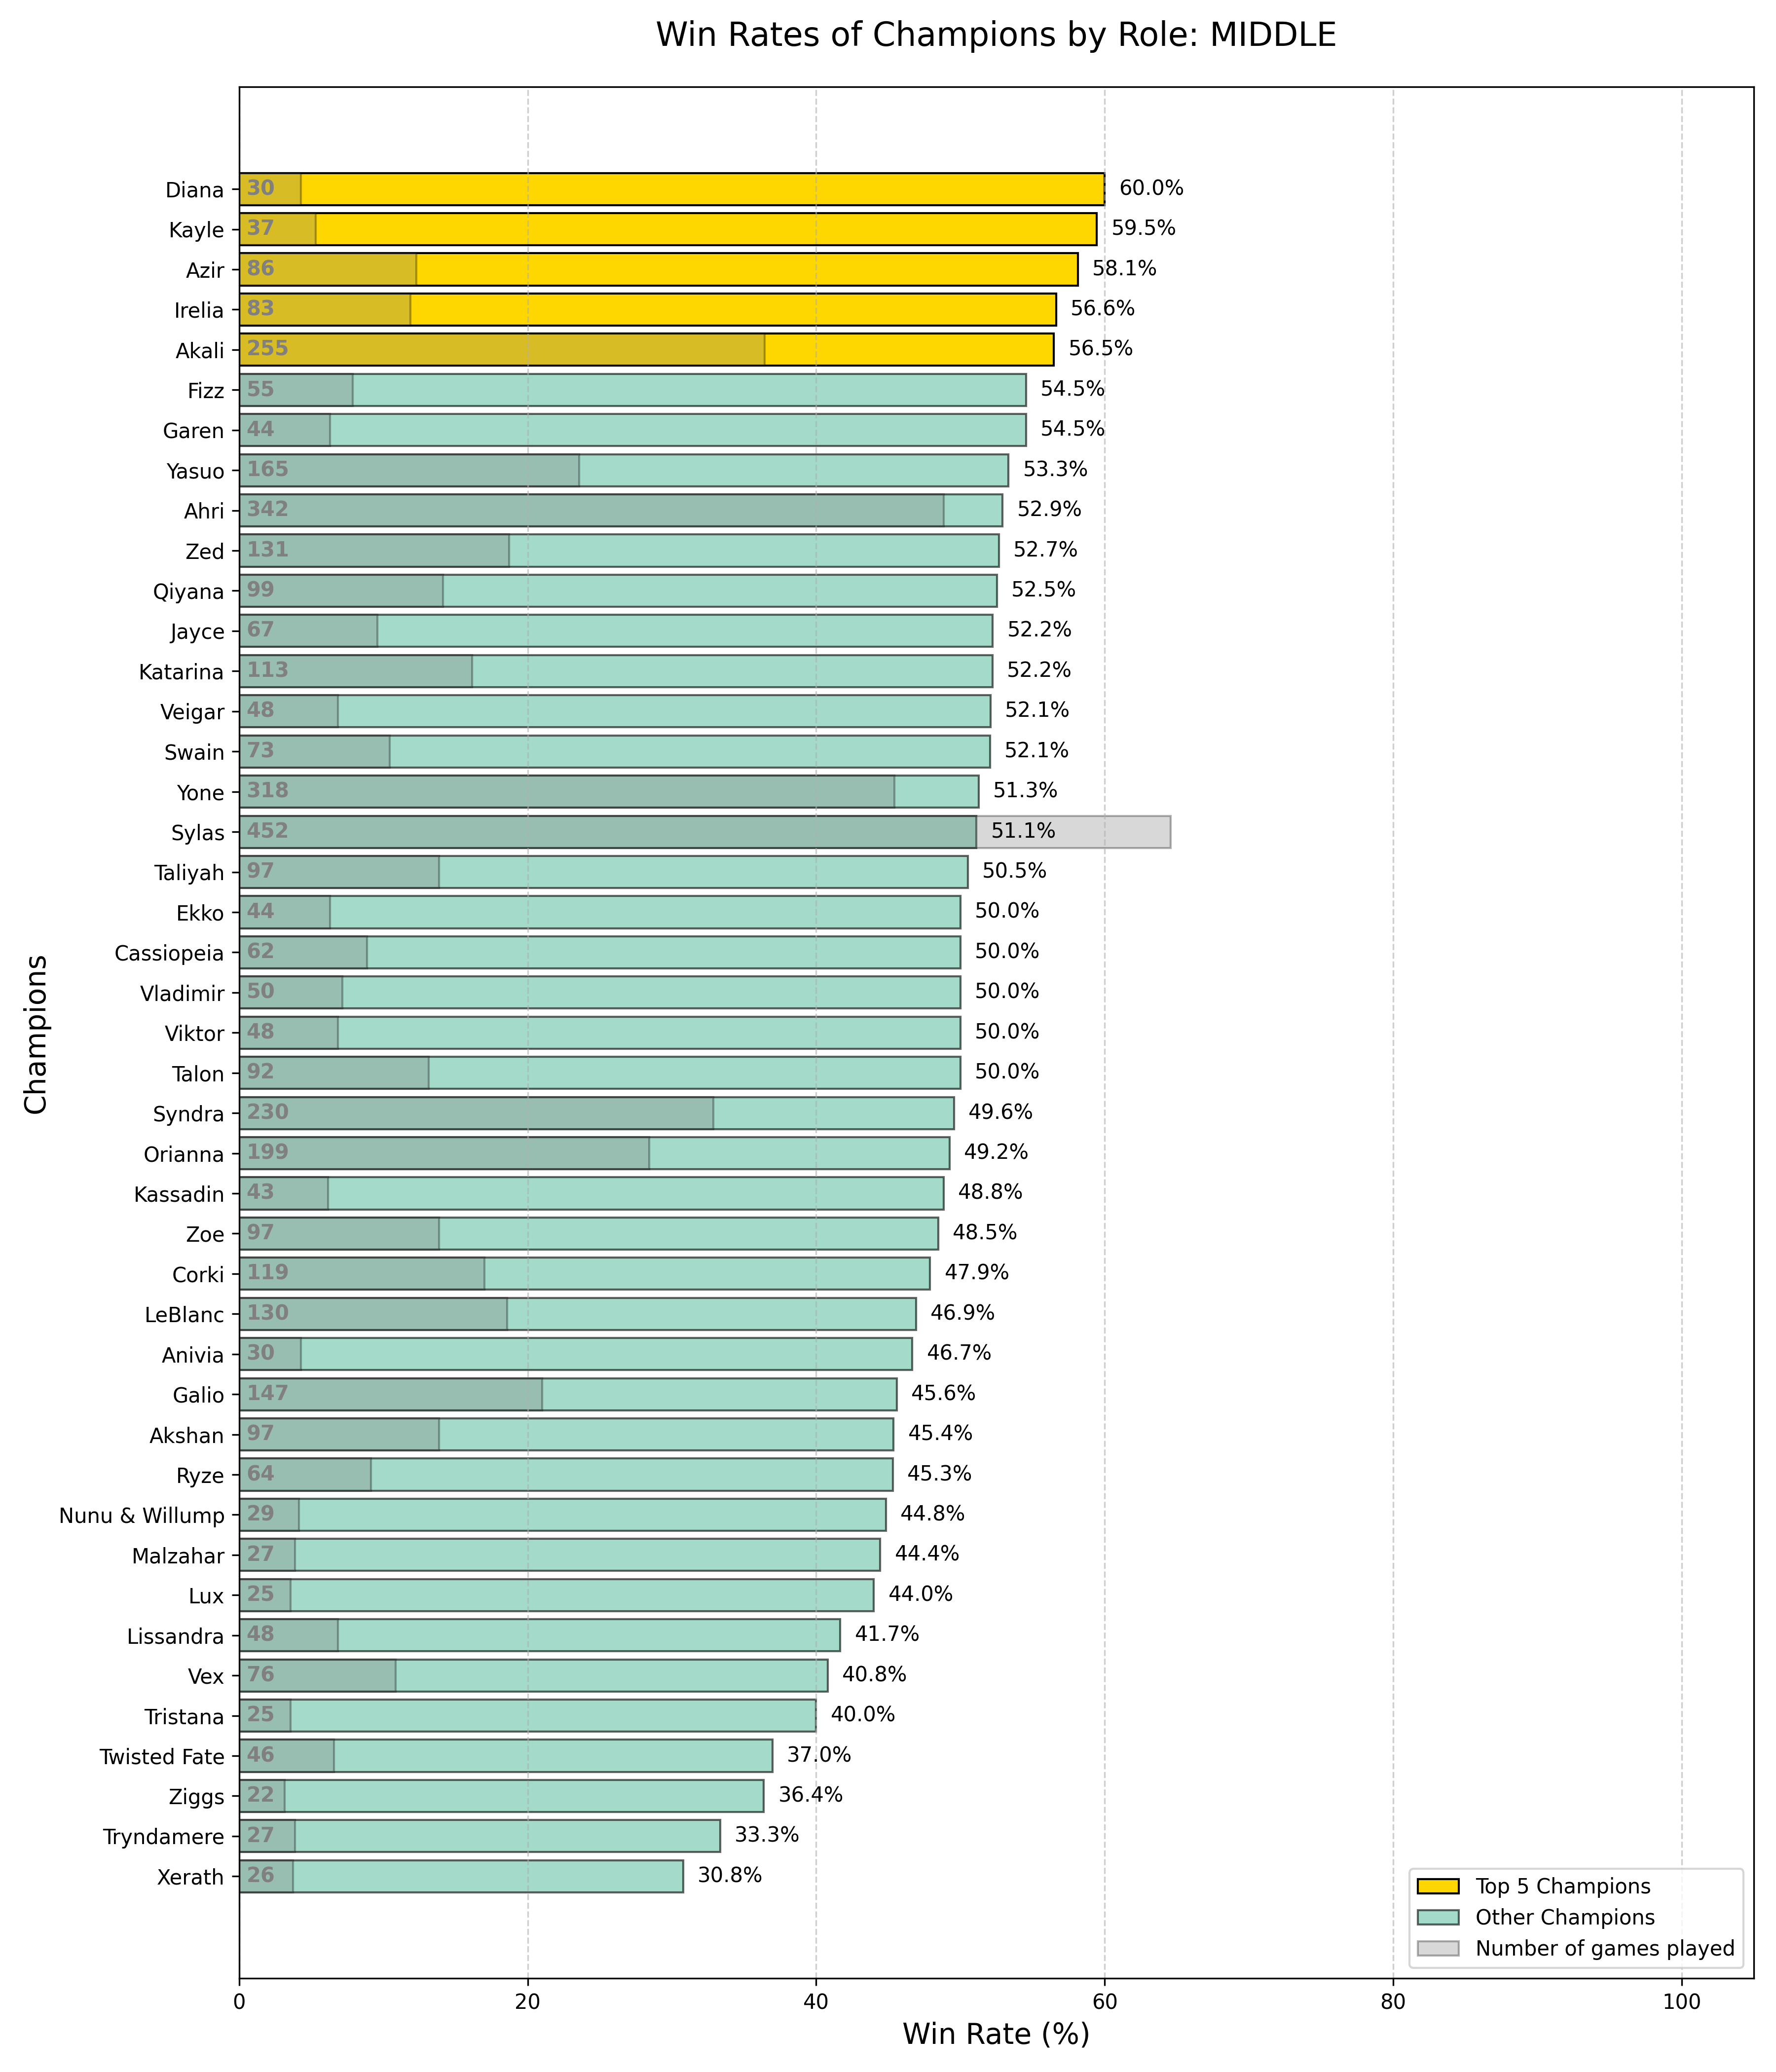 Win Rates of Champions by Role: MIDDLE
Diana 30 60.0%
Kayle 37 59.5%
Azir 86 58.1%
Irelia 83 56.6%
Akali 255 56.5%
Fizz 55 54.5%
Garen 44 54.5%
Yasuo 165 53.3%
Ahri 342 52.9%
Zed 131 52.7%
Qiyana 99 52.5%
Jayce 67 52.2%
Katarina 113 52.2%
Veigar 48 52.1%
Swain 73 52.1%
Yone 318 51.3%
Sylas 452 51.1%
Taliyah 97 50.5%
Ekko 44 50.0%
Cassiopeia 62 50.0%
Vladimir 50 50.0%
Viktor 48 50.0%
Talon 92 50.0%
Syndra 230 49.6%
Orianna 199 49.2%
Kassadin 43 48.8%
Zoe 97 48.5%
Corki 119 47.9%
LeBlanc 130 46.9%
Anivia 30 46.7%
Galio 147 45.6%
Akshan 97 45.4%
Ryze 64 45.3%
Nunu & Willump 29 44.8%
Malzahar 27 44.4%
Lux 25 44.0%
Lissandra 48 41.7%
Vex 76 40.8%
Tristana 25 40.0%
Twisted Fate 46 37.0%
Ziggs 22 36.4%
Tryndamere 27 33.3%
Xerath 26 30.8%
Champions
Top 5 Champions
Other Champions
Number of games played
0 20 40 60 80 100
Win Rate (%)